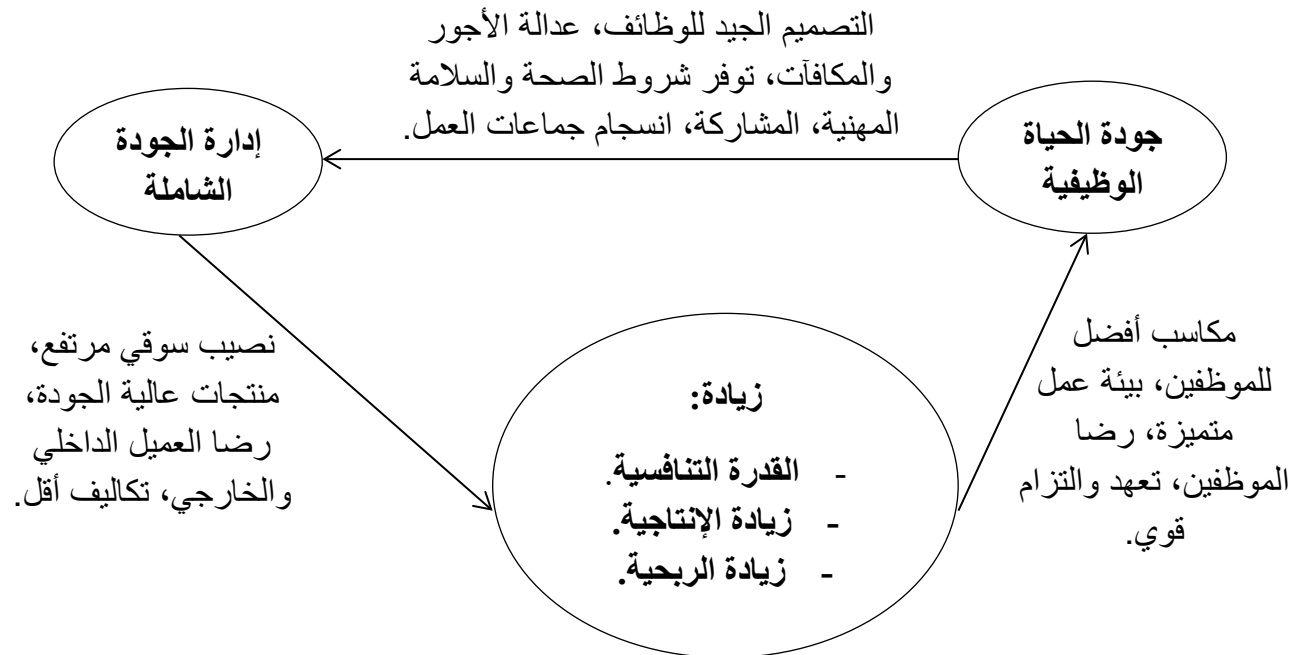 التصميم الجيد للوظائف، عدالة الأجور
والمكافآت، توفر شروط الصحة والسلامة
المهنية، المشاركة، انسجام جماعات العمل.
جودة الحياة
الوظيفية
إدارة الجودة
الشاملة
مكاسب أفضل
للموظفين، بيئة عمل
متميزة، رضا
الموظفين، تعهد والتزام
قوي.
زيادة:
- القدرة التنافسية.
- زيادة الإنتاجية.
- زيادة الربحية.
نصيب سوقي مرتفع،
منتجات عالية الجودة،
رضا العميل الداخلي
والخارجي، تكاليف أقل.